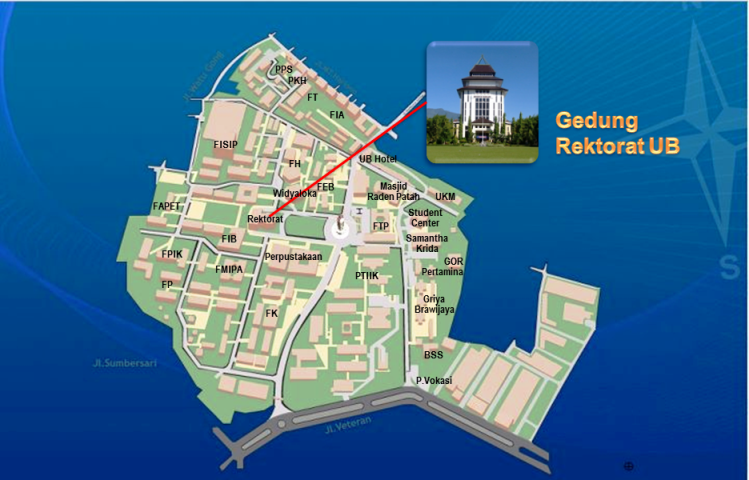 N
Jl. Watu Gong
PPS
PKH
FT
FIA
FISIP
FH
UB Hotel
Gedung
Rektorat UB
Widyaloka
FEB
Masjid
Raden Patah
UKM
FAPET
Rektorat
Student
Center
FTP
FIB
Samantha
Krida
FPIK
FMIPA
Perpustakaan
GOR
Pertamina
S
FP
PTIIK
FK
Griya
Brawijaya
BSS
P.Vokasi
Jl.Sumbersari
Jl.Veteran